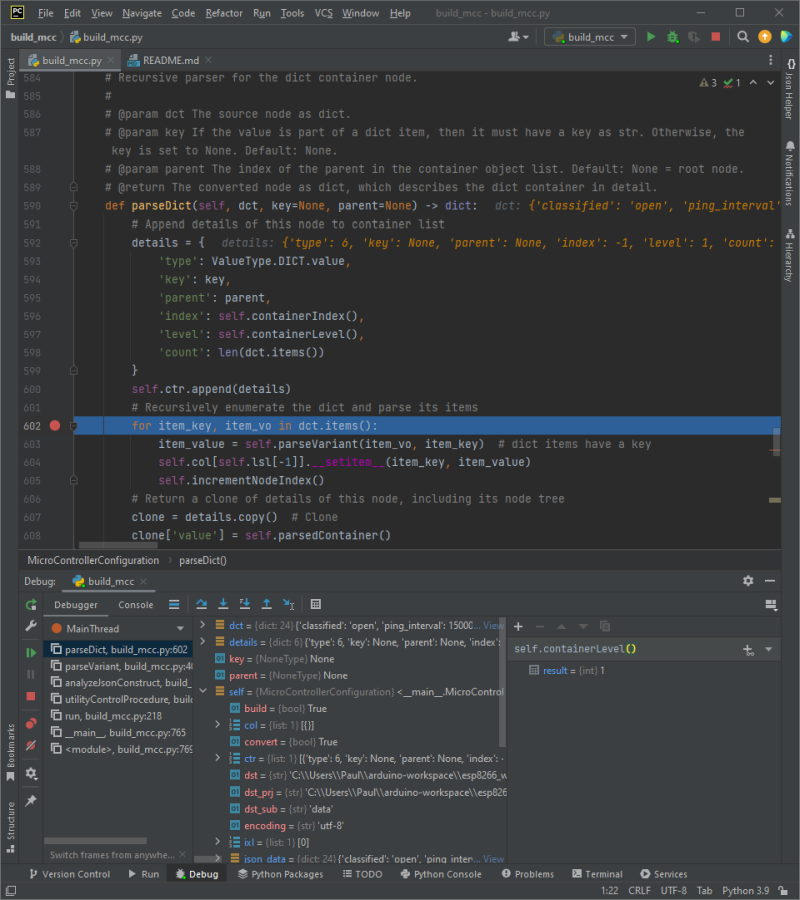 PC File Edit View Navigate Code Refactor Run Tools VCS Window Help build_mcc - build_mcc.py
build_mcc build_mcc.py build_mcc
build_mcc.py README.md
Project
584 # Recursive parser for the dict container node. 3 1
585 #
586 # @param dct The source node as dict.
587 # @param key If the value is part of a dict item, then it must have a key as str. Otherwise, the
key is set to None. Default: None.
588 # @param parent The index of the parent in the container object list. Default: None = root node.
589 # @return The converted node as dict, which describes the dict container in detail.
590 def parseDict(self, dct, key=None, parent=None) -> dict: dct: {'classified': 'open', 'ping_interval'
591 # Append details of this node to container list
592 details = { details: {'type': 6, 'key': None, 'parent': None, 'index': -1, 'level': 1, 'count':
593 'type': ValueType.DICT.value,
594 'key': key,
595 'parent': parent,
596 'index': self.containerIndex(),
597 'level': self.containerLevel(),
598 'count': len(dct.items())
599 }
600 self.ctr.append(details)
601 # Recursively enumerate the dict and parse its items
602 for item_key, item_vo in dct.items():
603 item_value = self.parseVariant(item_vo, item_key) # dict items have a key
604 self.col[self.lsl[-1]].__setitem__(item_key, item_value)
605 self.incrementNodeIndex()
606 # Return a clone of details of this node, including its node tree
607 clone = details.copy() # Clone
608 clone['value'] = self.parsedContainer()
{} Json Helper
Notifications
Hierarchy
MicroControllerConfiguration parseDict()
Debug: build_mcc
Debugger Console
MainThread
parseDict, build_mcc.py:602
parseVariant, build_mcc.py:4
analyzeJsonConstruct, build_mcc
utilityControlProcedure, build
run, build_mcc.py:218
__main__, build_mcc.py:765
<module>, build_mcc.py:769
Switch frames from anywhe...
dct = {dict: 24} {'classified': 'open', 'ping_interval': 15000... View
details = {dict: 6} {'type': 6, 'key': None, 'parent': None, 'index':
key = {NoneType} None
parent = {NoneType} None
self = {MicroControllerConfiguration} <__main__.MicroControl
build = {bool} True
col = {list: 1} [{}]
convert = {bool} True
ctr = {list: 1} [{'type': 6, 'key': None, 'parent': None, 'index': -
dst = {str} 'C:\\Users\\Paul\\arduino-workspace\\esp8266_w
dst_prj = {str} 'C:\\Users\\Paul\\arduino-workspace\\esp826
dst_sub = {str} 'data'
encoding = {str} 'utf-8'
ixl = {list: 1} [0]
json_data = {dict: 24} {'classified': 'open', 'ping_inter... View
self.containerLevel()
result = {int} 1
Bookmarks
Structure
Version Control Run Debug Python Packages TODO Python Console Problems Terminal Services
1:22 CRLF UTF-8 Tab Python 3.9